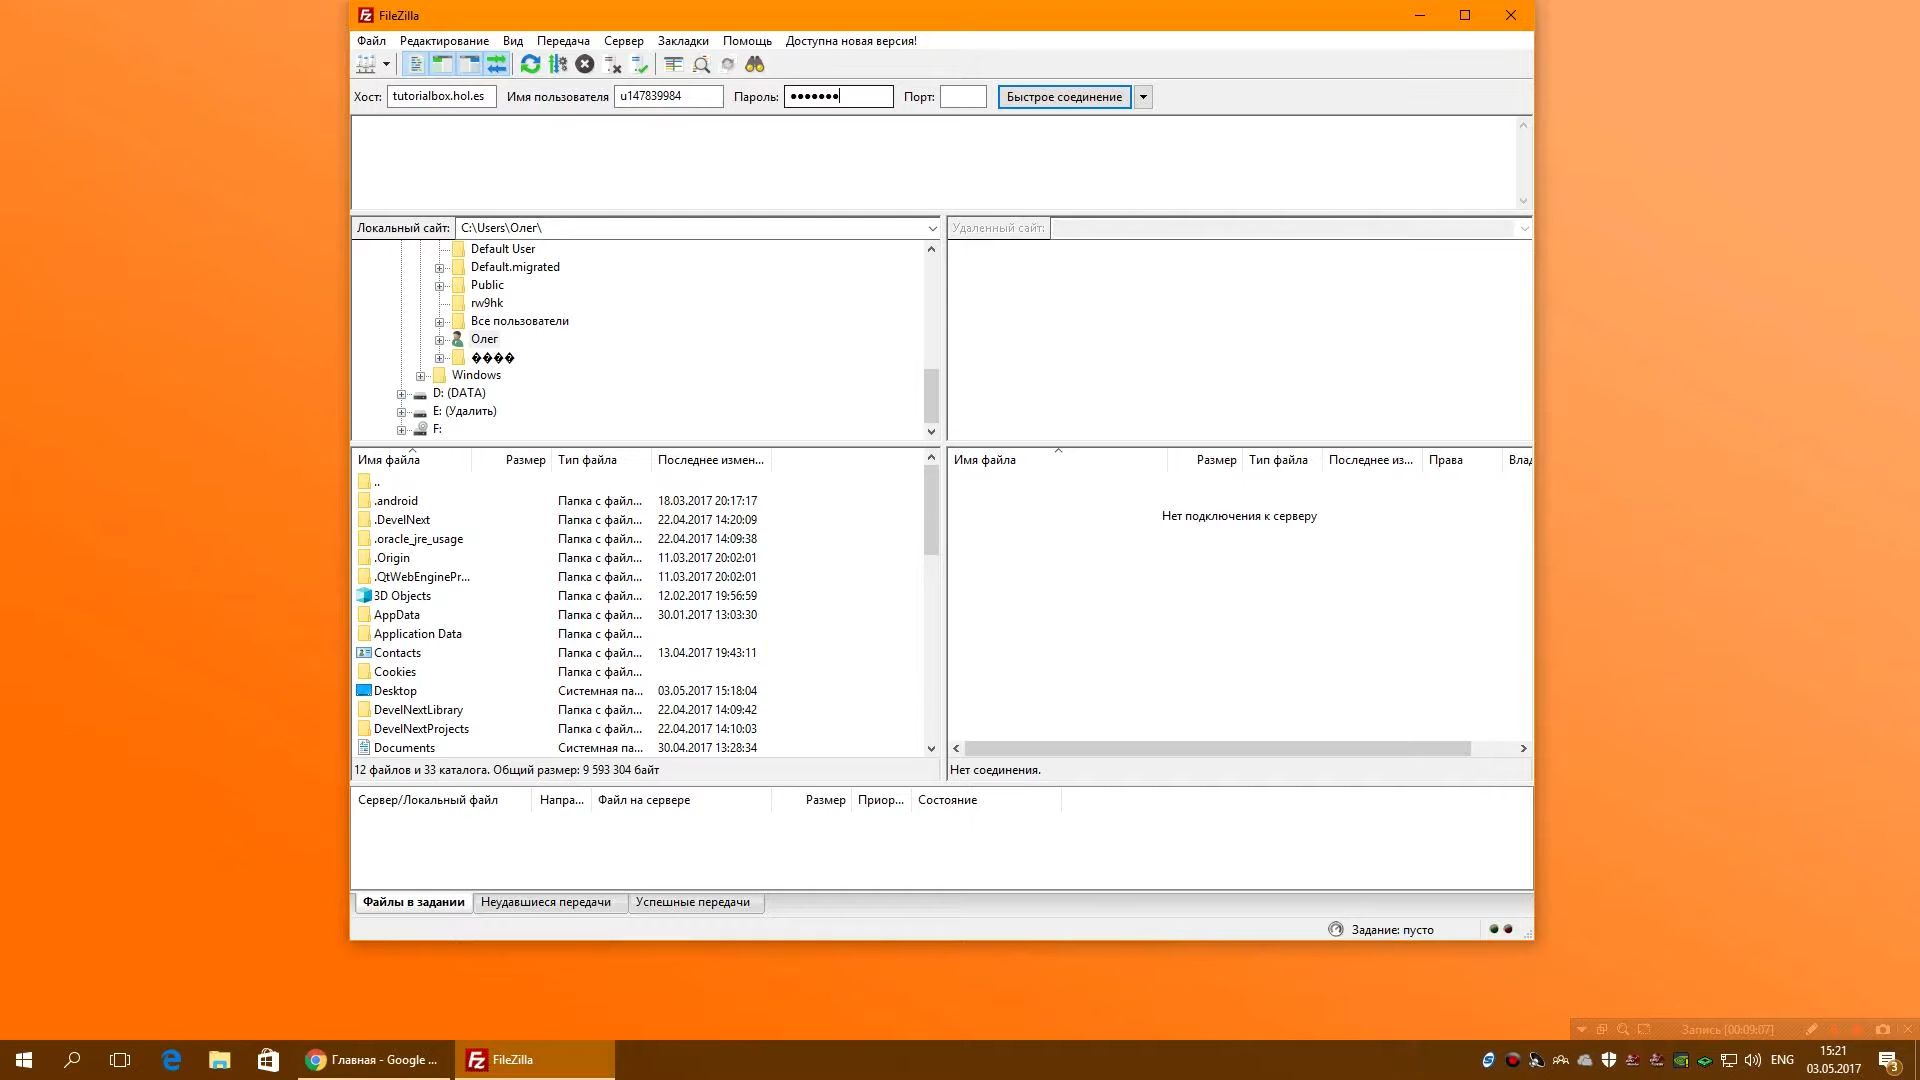 FileZilla
Файл Редактирование Вид Передача Сервер Закладки Помощь Доступна новая версия!
Хост: tutorialbox.hol.es Имя пользователя u147839984 Пароль: ●●●●●●● Порт: Быстрое соединение
Локальный сайт: C:\Users\Олег\
Удаленный сайт:
Default User
Default.migrated
Public
rw9hk
Все пользователи
Олег
����
Windows
D: (DATA)
E: (Удалить)
F:
Имя файла Размер Тип файла Последнее измен...
..
.android Папка с файл... 18.03.2017 20:17:17
.DevelNext Папка с файл... 22.04.2017 14:20:09
.oracle_jre_usage Папка с файл... 22.04.2017 14:09:38
.Origin Папка с файл... 11.03.2017 20:02:01
.QtWebEnginePr... Папка с файл... 11.03.2017 20:02:01
3D Objects Папка с файл... 12.02.2017 19:56:59
AppData Папка с файл... 30.01.2017 13:03:30
Application Data Папка с файл...
Contacts Папка с файл... 13.04.2017 19:43:11
Cookies Папка с файл...
Desktop Системная па... 03.05.2017 15:18:04
DevelNextLibrary Папка с файл... 22.04.2017 14:09:42
DevelNextProjects Папка с файл... 22.04.2017 14:10:03
Documents Системная па... 30.04.2017 13:28:34
12 файлов и 33 каталога. Общий размер: 9 593 304 байт
Имя файла Размер Тип файла Последнее из... Права Влад
Нет подключения к серверу
Нет соединения.
Сервер/Локальный файл Напра... Файл на сервере Размер Приор... Состояние
Файлы в задании Неудавшиеся передачи Успешные передачи
Задание: пусто
Запись [00:09:07]
Главная - Google ...
FileZilla
ENG
15:21
03.05.2017
3